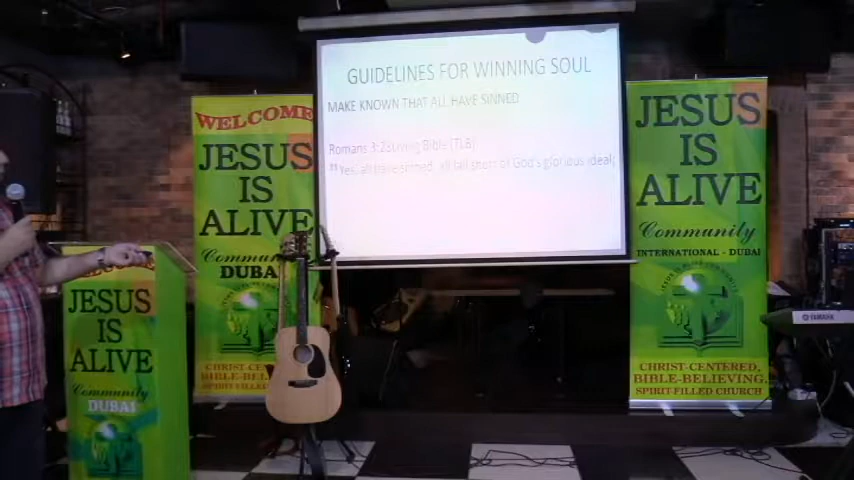 GUIDELINES FOR WINNING SOUL
MAKE KNOWN THAT ALL HAVE SINNED
Romans 3:23 Living Bible (TLB)
23 Yes, all have sinned; all fall short of God's glorious ideal;
WELCOME
JESUS
IS
ALIVE
Community
DUBAI
CHRIST-
BIBLE-BEL
SPIRIT-FILLED
JESUS
IS
ALIVE
Community
DUBAI
JESUS
IS
ALIVE
Community
INTERNATIONAL - DUBAI
CHRIST CENTERED,
BIBLE-BELIEVING
SPIRIT-FILLED CHURCH
YAMAHA